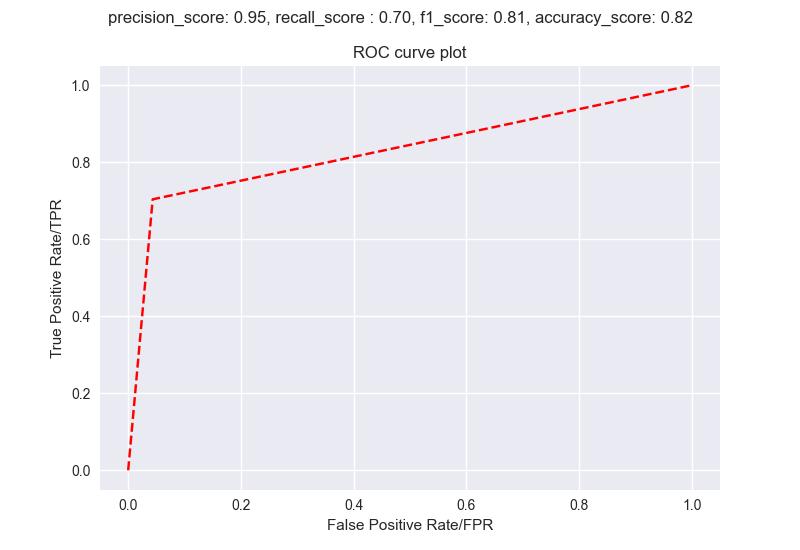 precision_score: 0.95, recall_score : 0.70, f1_score: 0.81, accuracy_score: 0.82
ROC curve plot
1.0
0.8
0.6
0.4
0.2
0.0
True Positive Rate/TPR
0.0 0.2 0.4 0.6 0.8 1.0
False Positive Rate/FPR